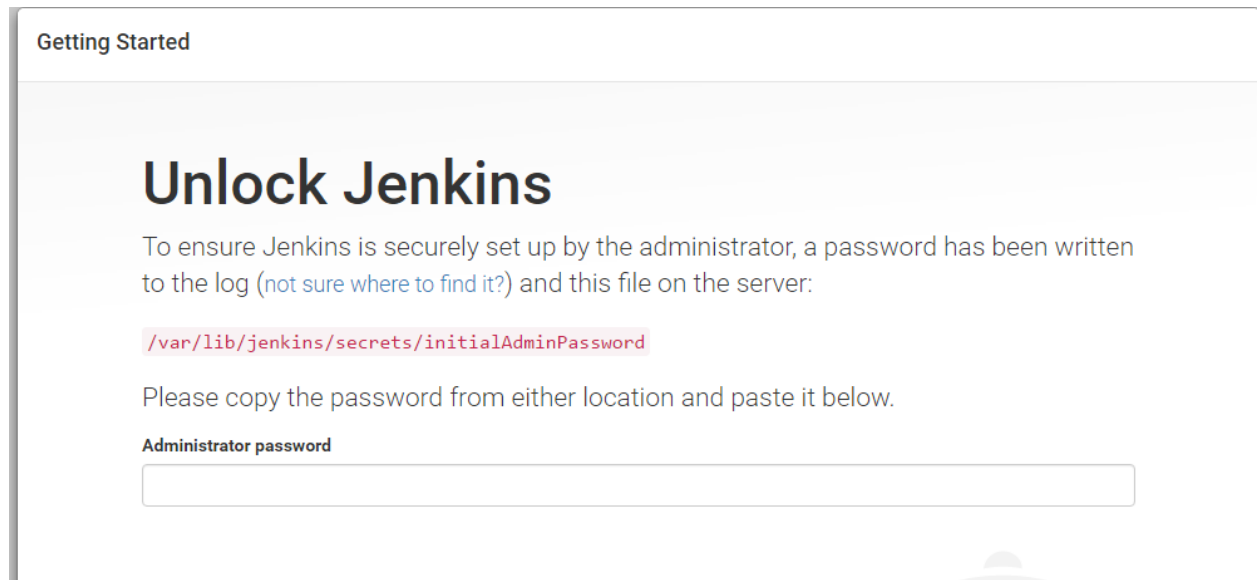 Getting Started
Unlock Jenkins
To ensure Jenkins is securely set up by the administrator, a password has been written
to the log (not sure where to find it?) and this file on the server:
/var/lib/jenkins/secrets/initialAdminPassword
Please copy the password from either location and paste it below.
Administrator password